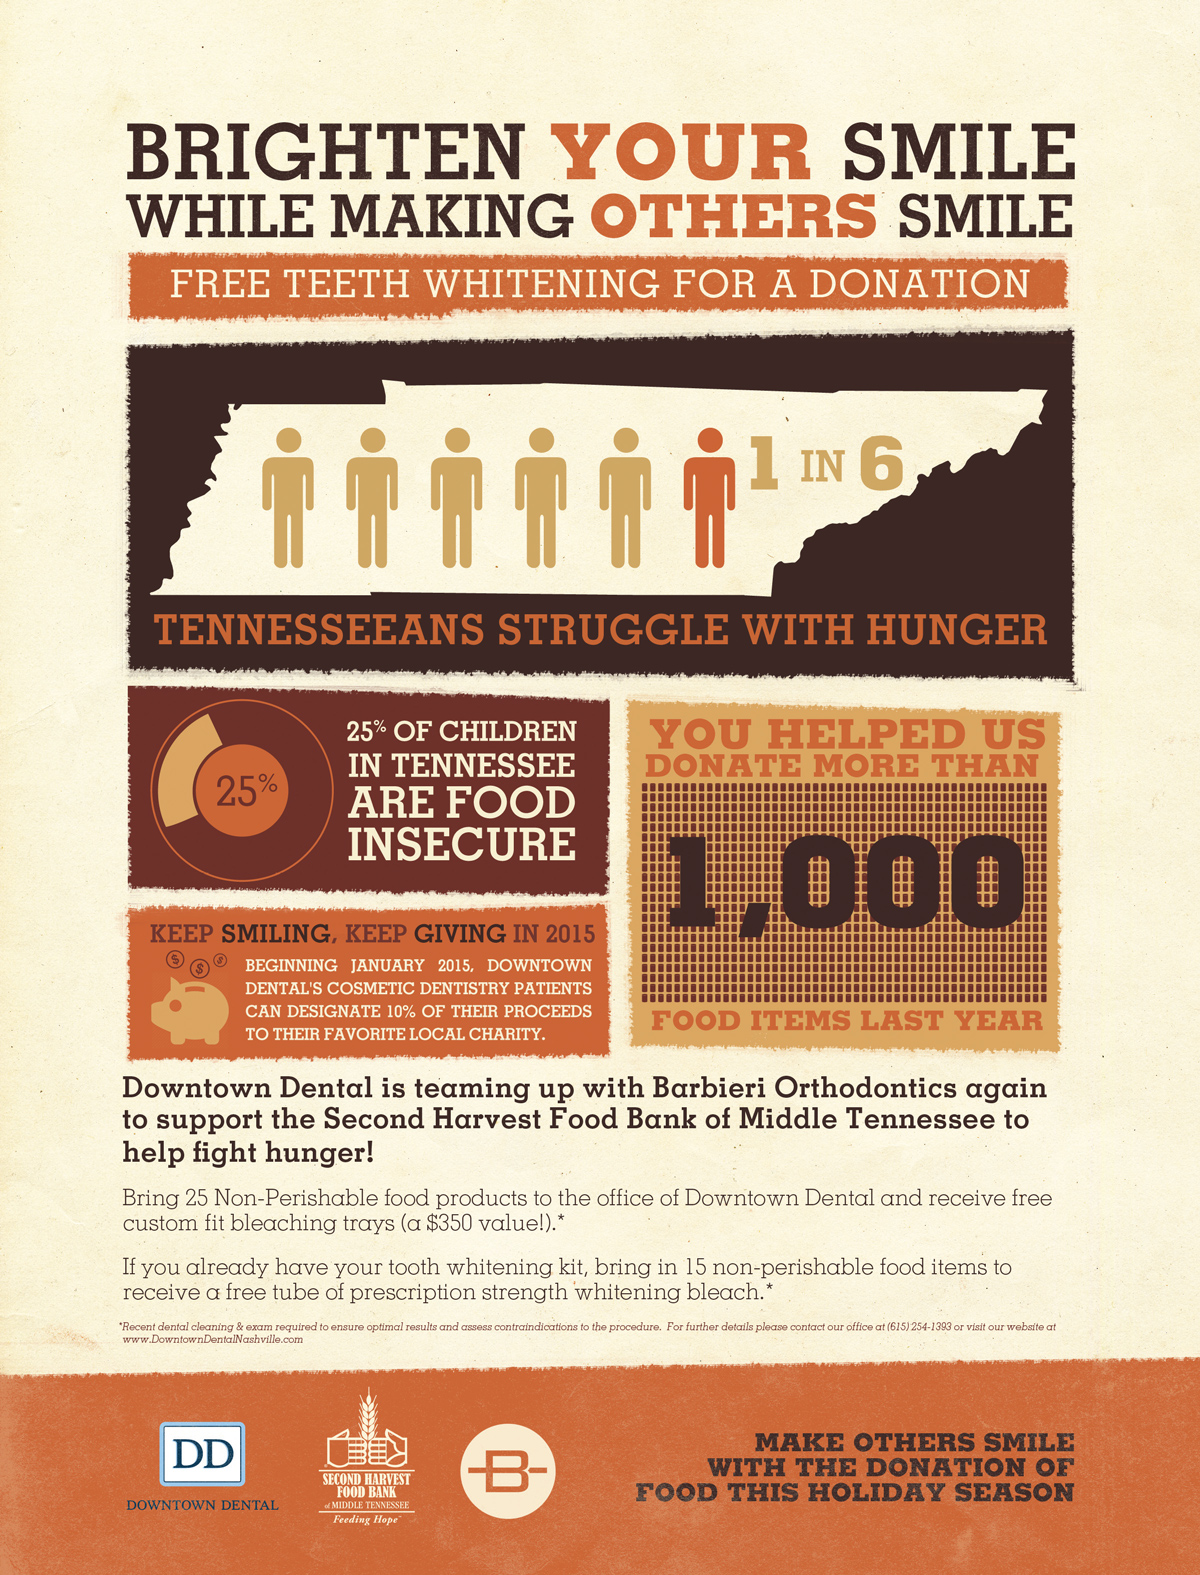 BRIGHTEN YOUR SMILE
WHILE MAKING OTHERS SMILE
FREE TEETH WHITENING FOR A DONATION
1 IN 6
TENNESSEEANS STRUGGLE WITH HUNGER
25%
25% OF CHILDREN
IN TENNESSEE
ARE FOOD
INSECURE
YOU HELPED US
DONATE MORE THAN
1,000
FOOD ITEMS LAST YEAR
KEEP SMILING, KEEP GIVING IN 2015
$ $ $
BEGINNING JANUARY 2015, DOWNTOWN
DENTAL'S COSMETIC DENTISTRY PATIENTS
CAN DESIGNATE 10% OF THEIR PROCEEDS
TO THEIR FAVORITE LOCAL CHARITY.
Downtown Dental is teaming up with Barbieri Orthodontics again
to support the Second Harvest Food Bank of Middle Tennessee to
help fight hunger!
Bring 25 Non-Perishable food products to the office of Downtown Dental and receive free
custom fit bleaching trays (a $350 value!).*
If you already have your tooth whitening kit, bring in 15 non-perishable food items to
receive a free tube of prescription strength whitening bleach.*
*Recent dental cleaning & exam required to ensure optimal results and assess contraindications to the procedure. For further details please contact our office at (615) 254-1393 or visit our website at
www.DowntownDentalNashville.com
DD
DOWNTOWN DENTAL
SECOND HARVEST
FOOD BANK
of MIDDLE TENNESSEE
Feeding Hope
B
MAKE OTHERS SMILE
WITH THE DONATION OF
FOOD THIS HOLIDAY SEASON